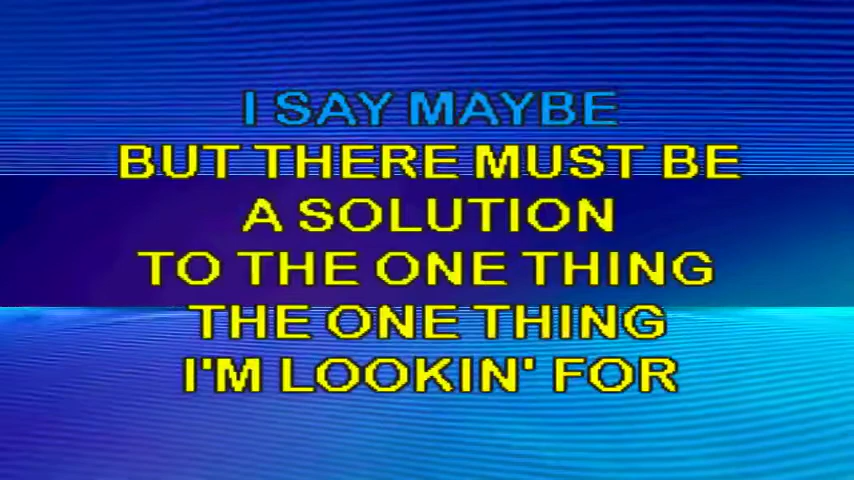 I SAY MAYBE
BUT THERE MUST BE
A SOLUTION
TO THE ONE THING
THE ONE THING
I'M LOOKIN' FOR